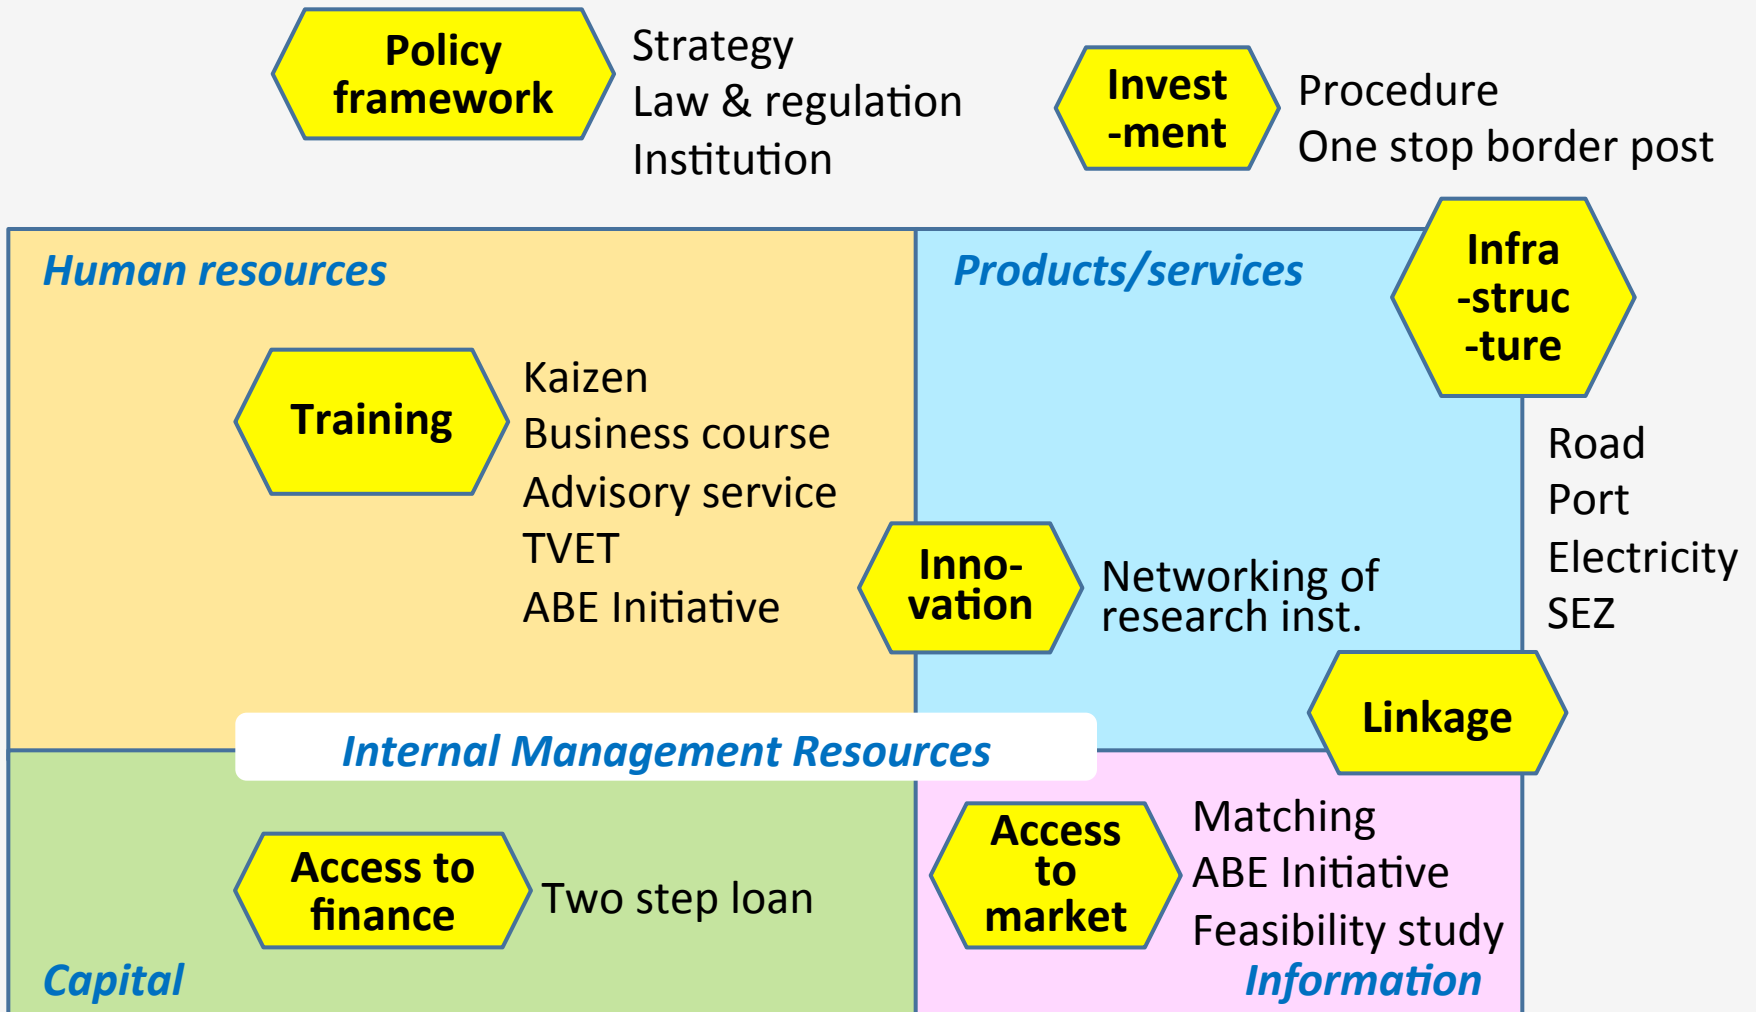 Policy
framework
Strategy
Law & regulation
Institution
Invest
-ment
Procedure
One stop border post
Human resources
Products/services
Infra
-struc
-ture
Training
Kaizen
Business course
Advisory service
TVET
ABE Initiative
Road
Port
Electricity
SEZ
Inno-
vation
Networking of
research inst.
Linkage
Internal Management Resources
Access to
finance
Two step loan
Access
to
market
Matching
ABE Initiative
Feasibility study
Capital
Information